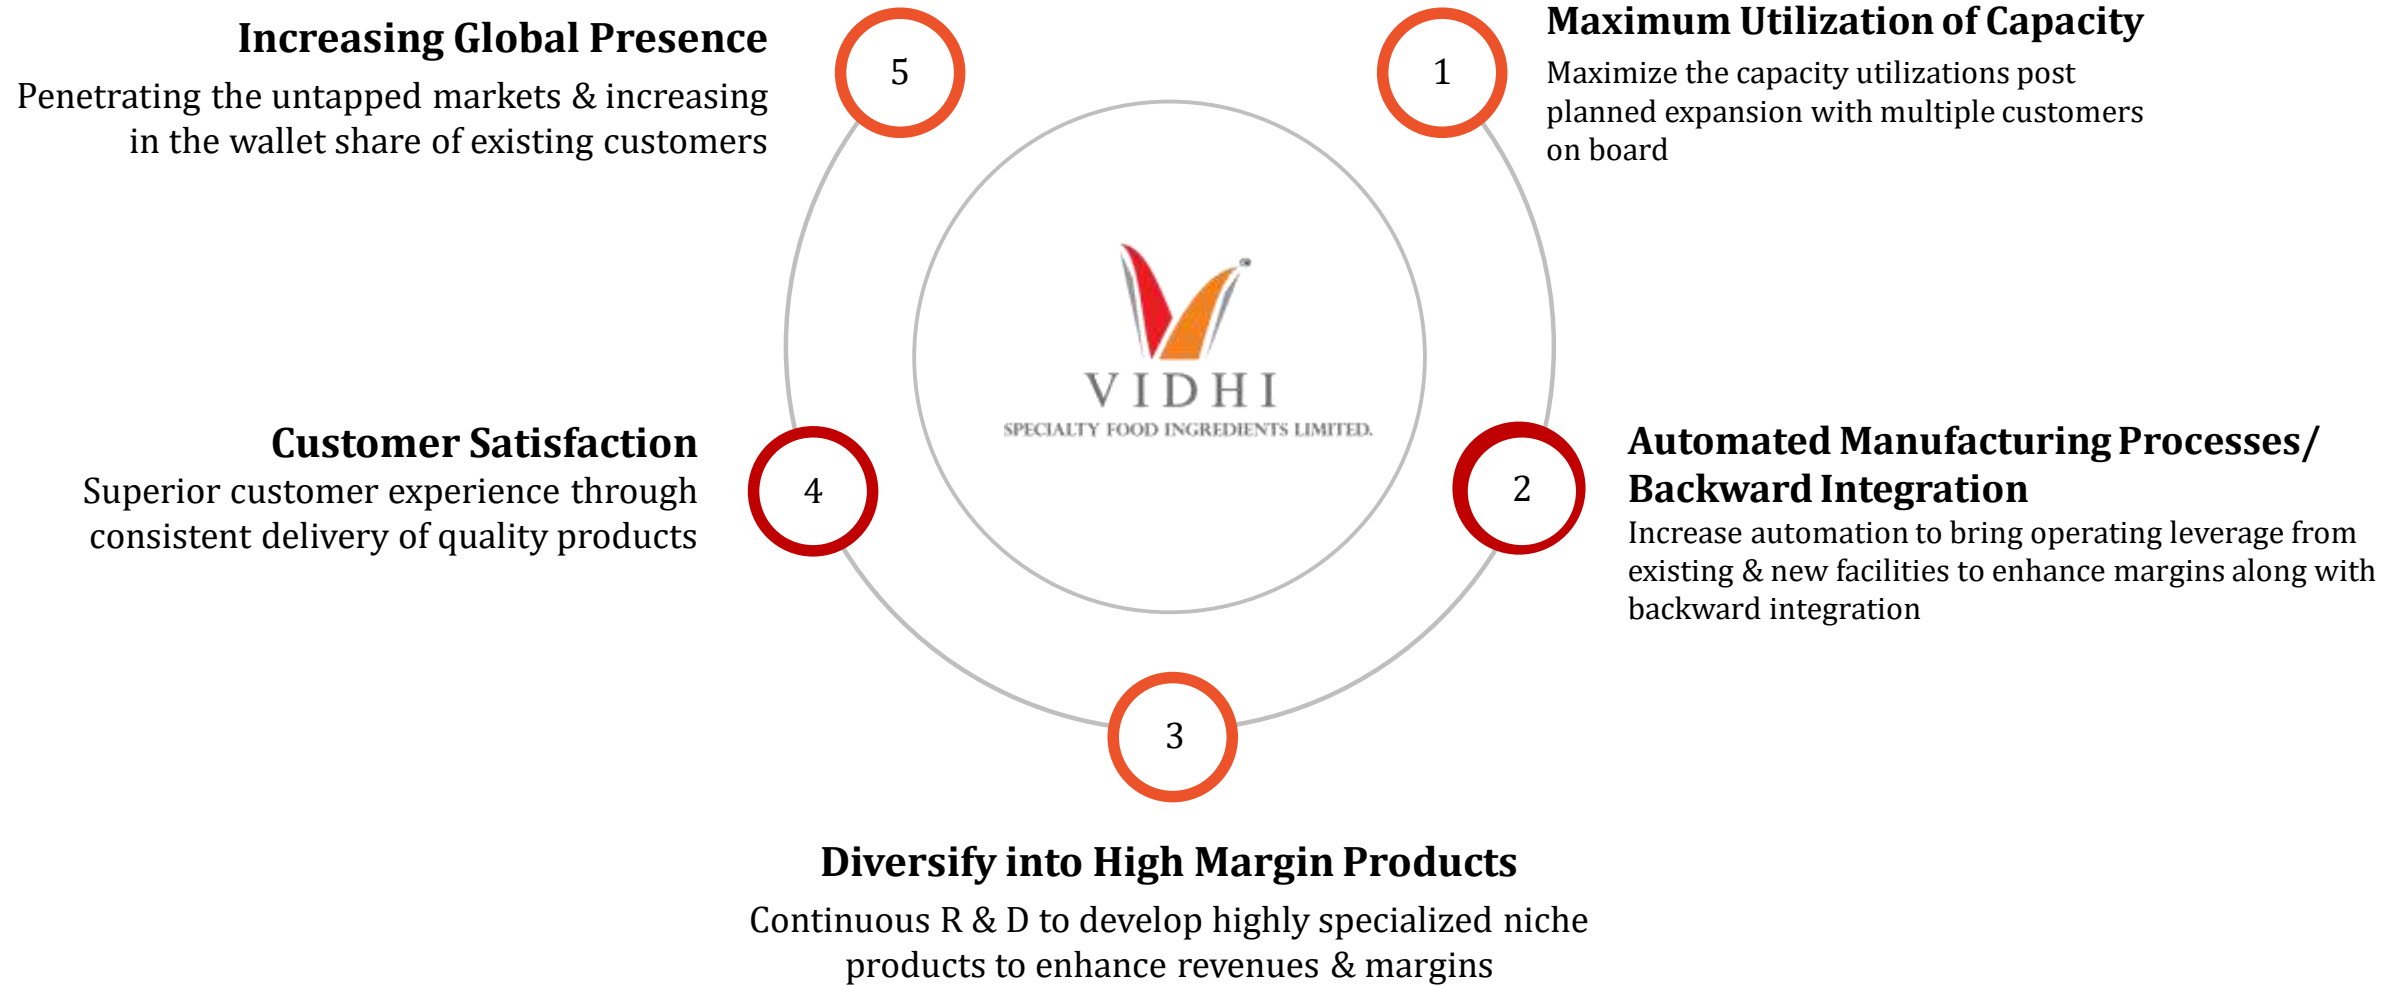 Increasing Global Presence
Penetrating the untapped markets & increasing
in the wallet share of existing customers
5
1
Maximum Utilization of Capacity
Maximize the capacity utilizations post
planned expansion with multiple customers
on board
VIDHI
SPECIALTY FOOD INGREDIENTS LIMITED.
Customer Satisfaction
Superior customer experience through
consistent delivery of quality products
4
2
Automated Manufacturing Processes/
Backward Integration
Increase automation to bring operating leverage from
existing & new facilities to enhance margins along with
backward integration
3
Diversify into High Margin Products
Continuous R & D to develop highly specialized niche
products to enhance revenues & margins